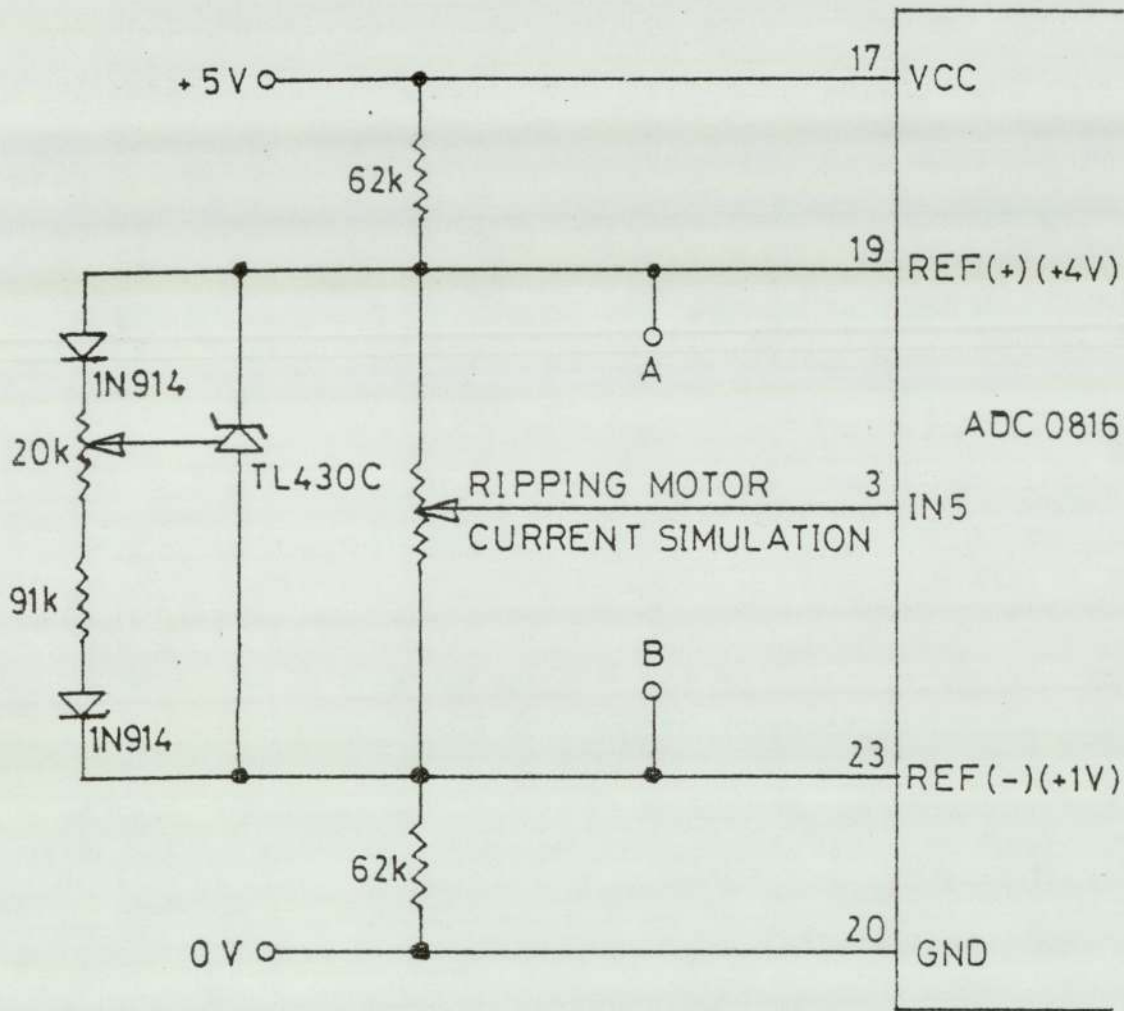 +5V
17
VCC
62k
19
REF(+)(+4V)
1N914
A
20k
TL430C
ADC 0816
RIPPING MOTOR
CURRENT SIMULATION
3
IN5
91k
B
1N914
23
REF(-)(+1V)
62k
0V
20
GND